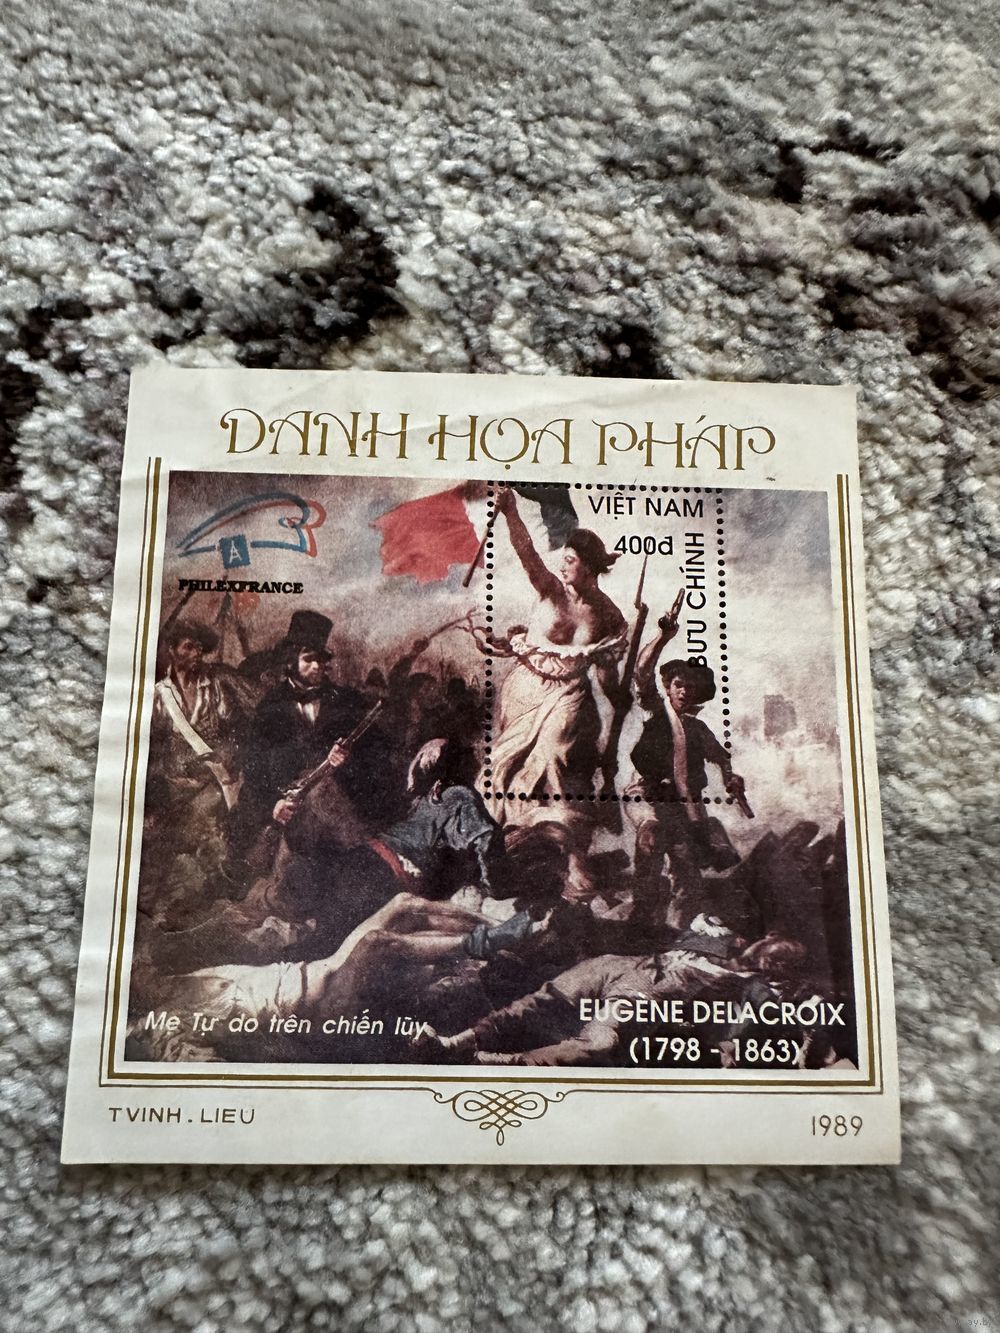 DANH HỌA PHÁP
VIỆT NAM
400đ
BƯU CHÍNH
A
PHILEXFRANCE
Mẹ Tự do trên chiến lũy
EUGÈNE DELACROIX
(1798 - 1863)
TVINH.LIEU
1989